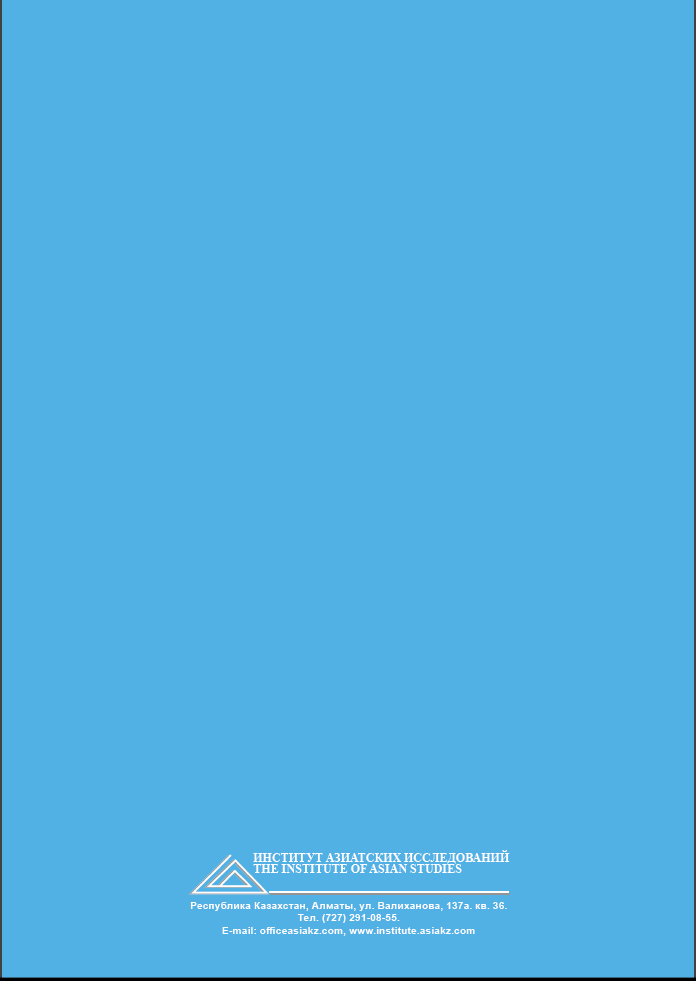 ИНСТИТУТ АЗИАТСКИХ ИССЛЕДОВАНИЙ
THE INSTITUTE OF ASIAN STUDIES
Республика Казахстан, Алматы, ул. Валиханова, 137а. кв. 36.
Тел. (727) 291-08-55.
E-mail: officeasiakz.com, www.institute.asiakz.com